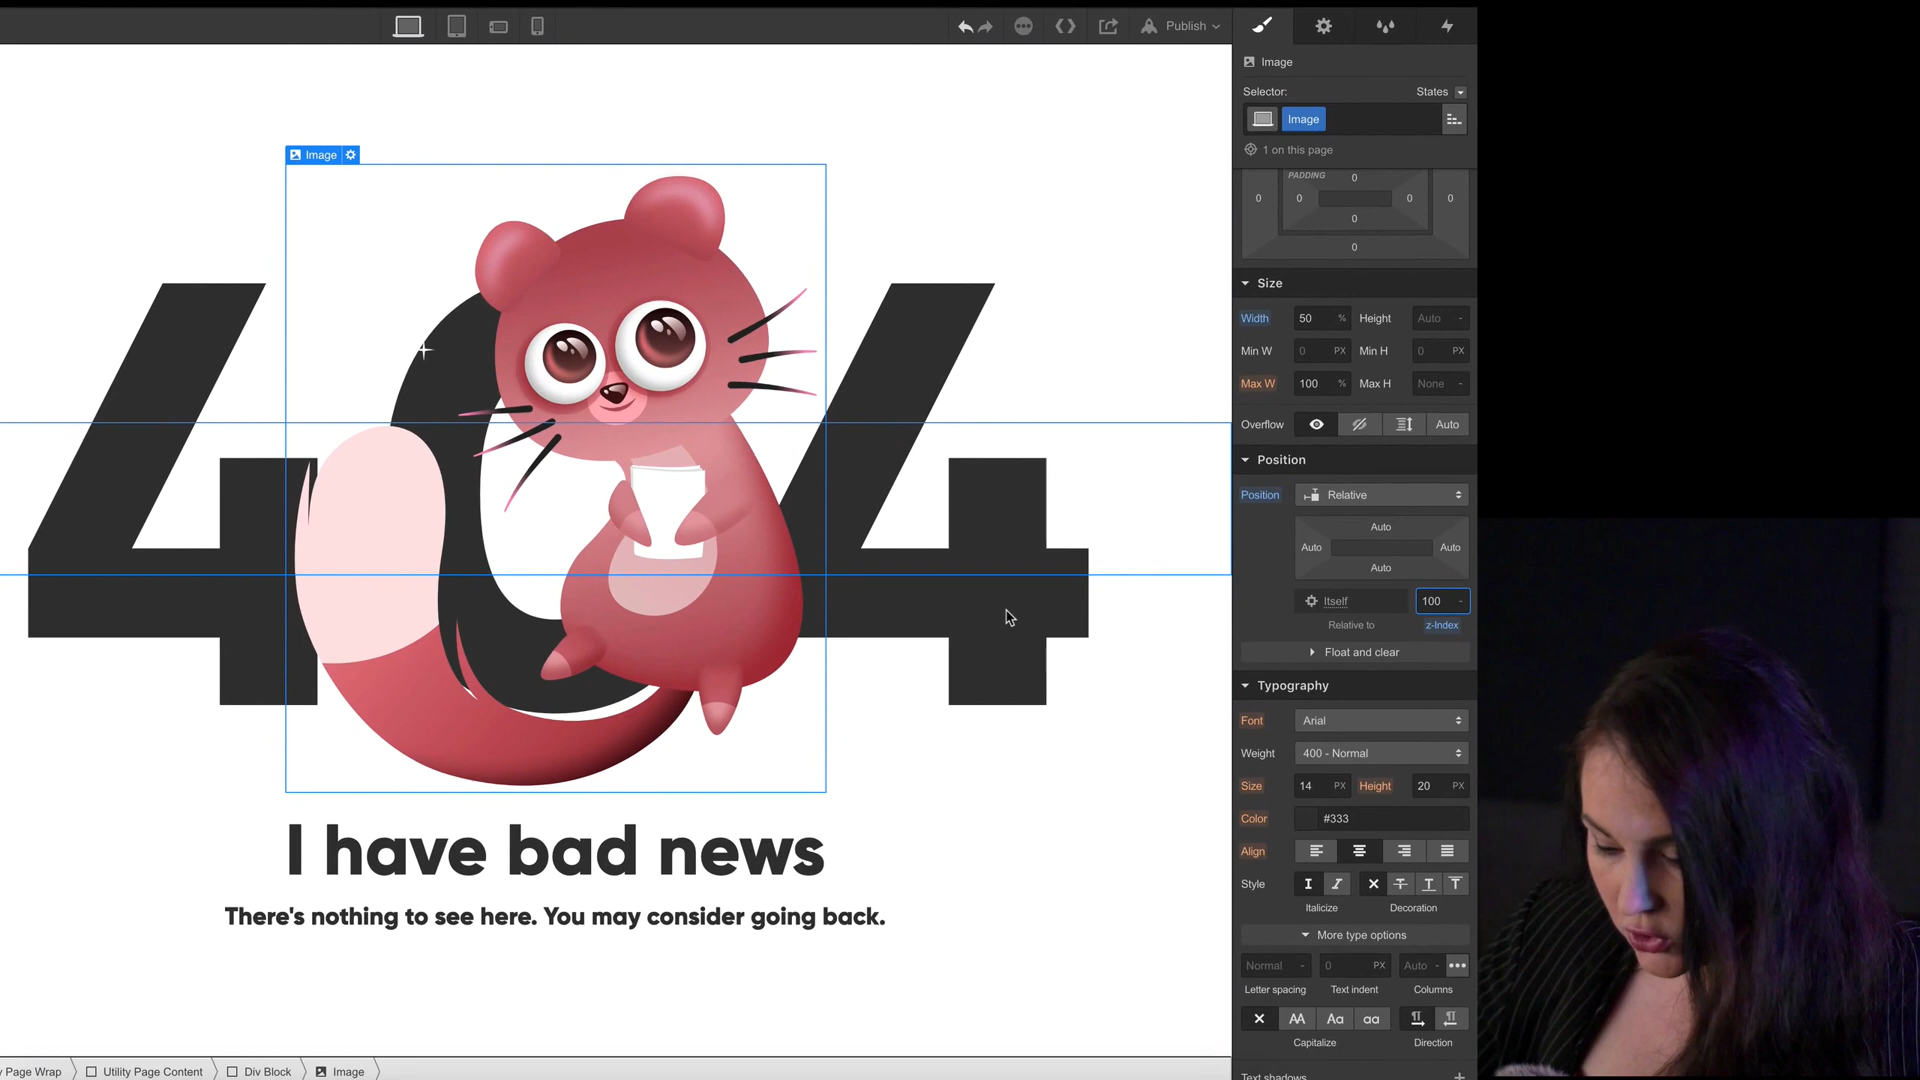 Publish
Image
Selector: States
Image
1 on this page
PADDING 0
0 0 0 0
0
0
Size
Width 50 % Height Auto -
Min W 0 PX Min H 0 PX
Max W 100 % Max H None -
Overflow Auto
Position
Position Relative
Auto
Auto Auto
Auto
Itself 100 -
Relative to z-Index
Float and clear
Typography
Font Arial
Weight 400 - Normal
Size 14 PX Height 20 PX
Color #333
Align
Style I I
Italicize Decoration
More type options
Normal - 0 PX Auto -
Letter spacing Text indent Columns
AA Aa aa
Capitalize Direction
Text shadows
Image
404
I have bad news
There's nothing to see here. You may consider going back.
y Page Wrap Utility Page Content Div Block Image